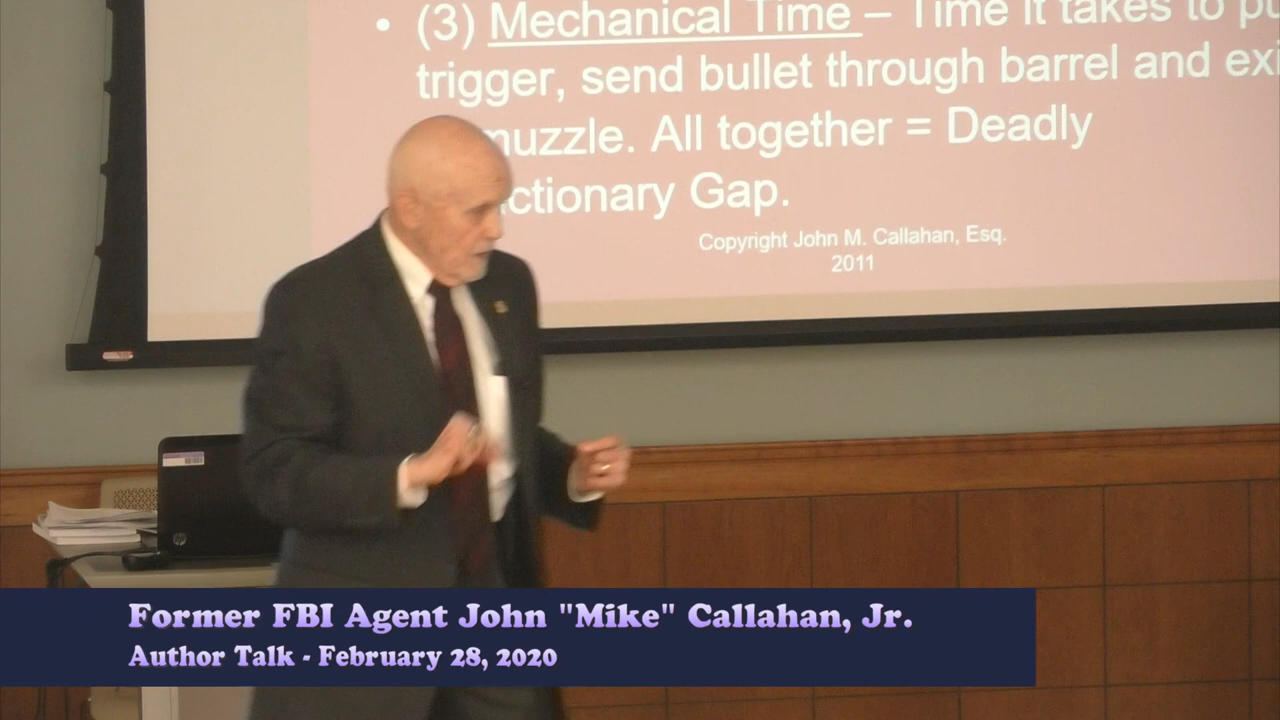 • (3) Mechanical Time – Time it takes to
trigger, send bullet through barrel and
muzzle. All together = Deadly
Gap.
Copyright John M. Callahan, Esq.
2011
hp
Former FBI Agent John "Mike" Callahan, Jr.
Author Talk - February 28, 2020